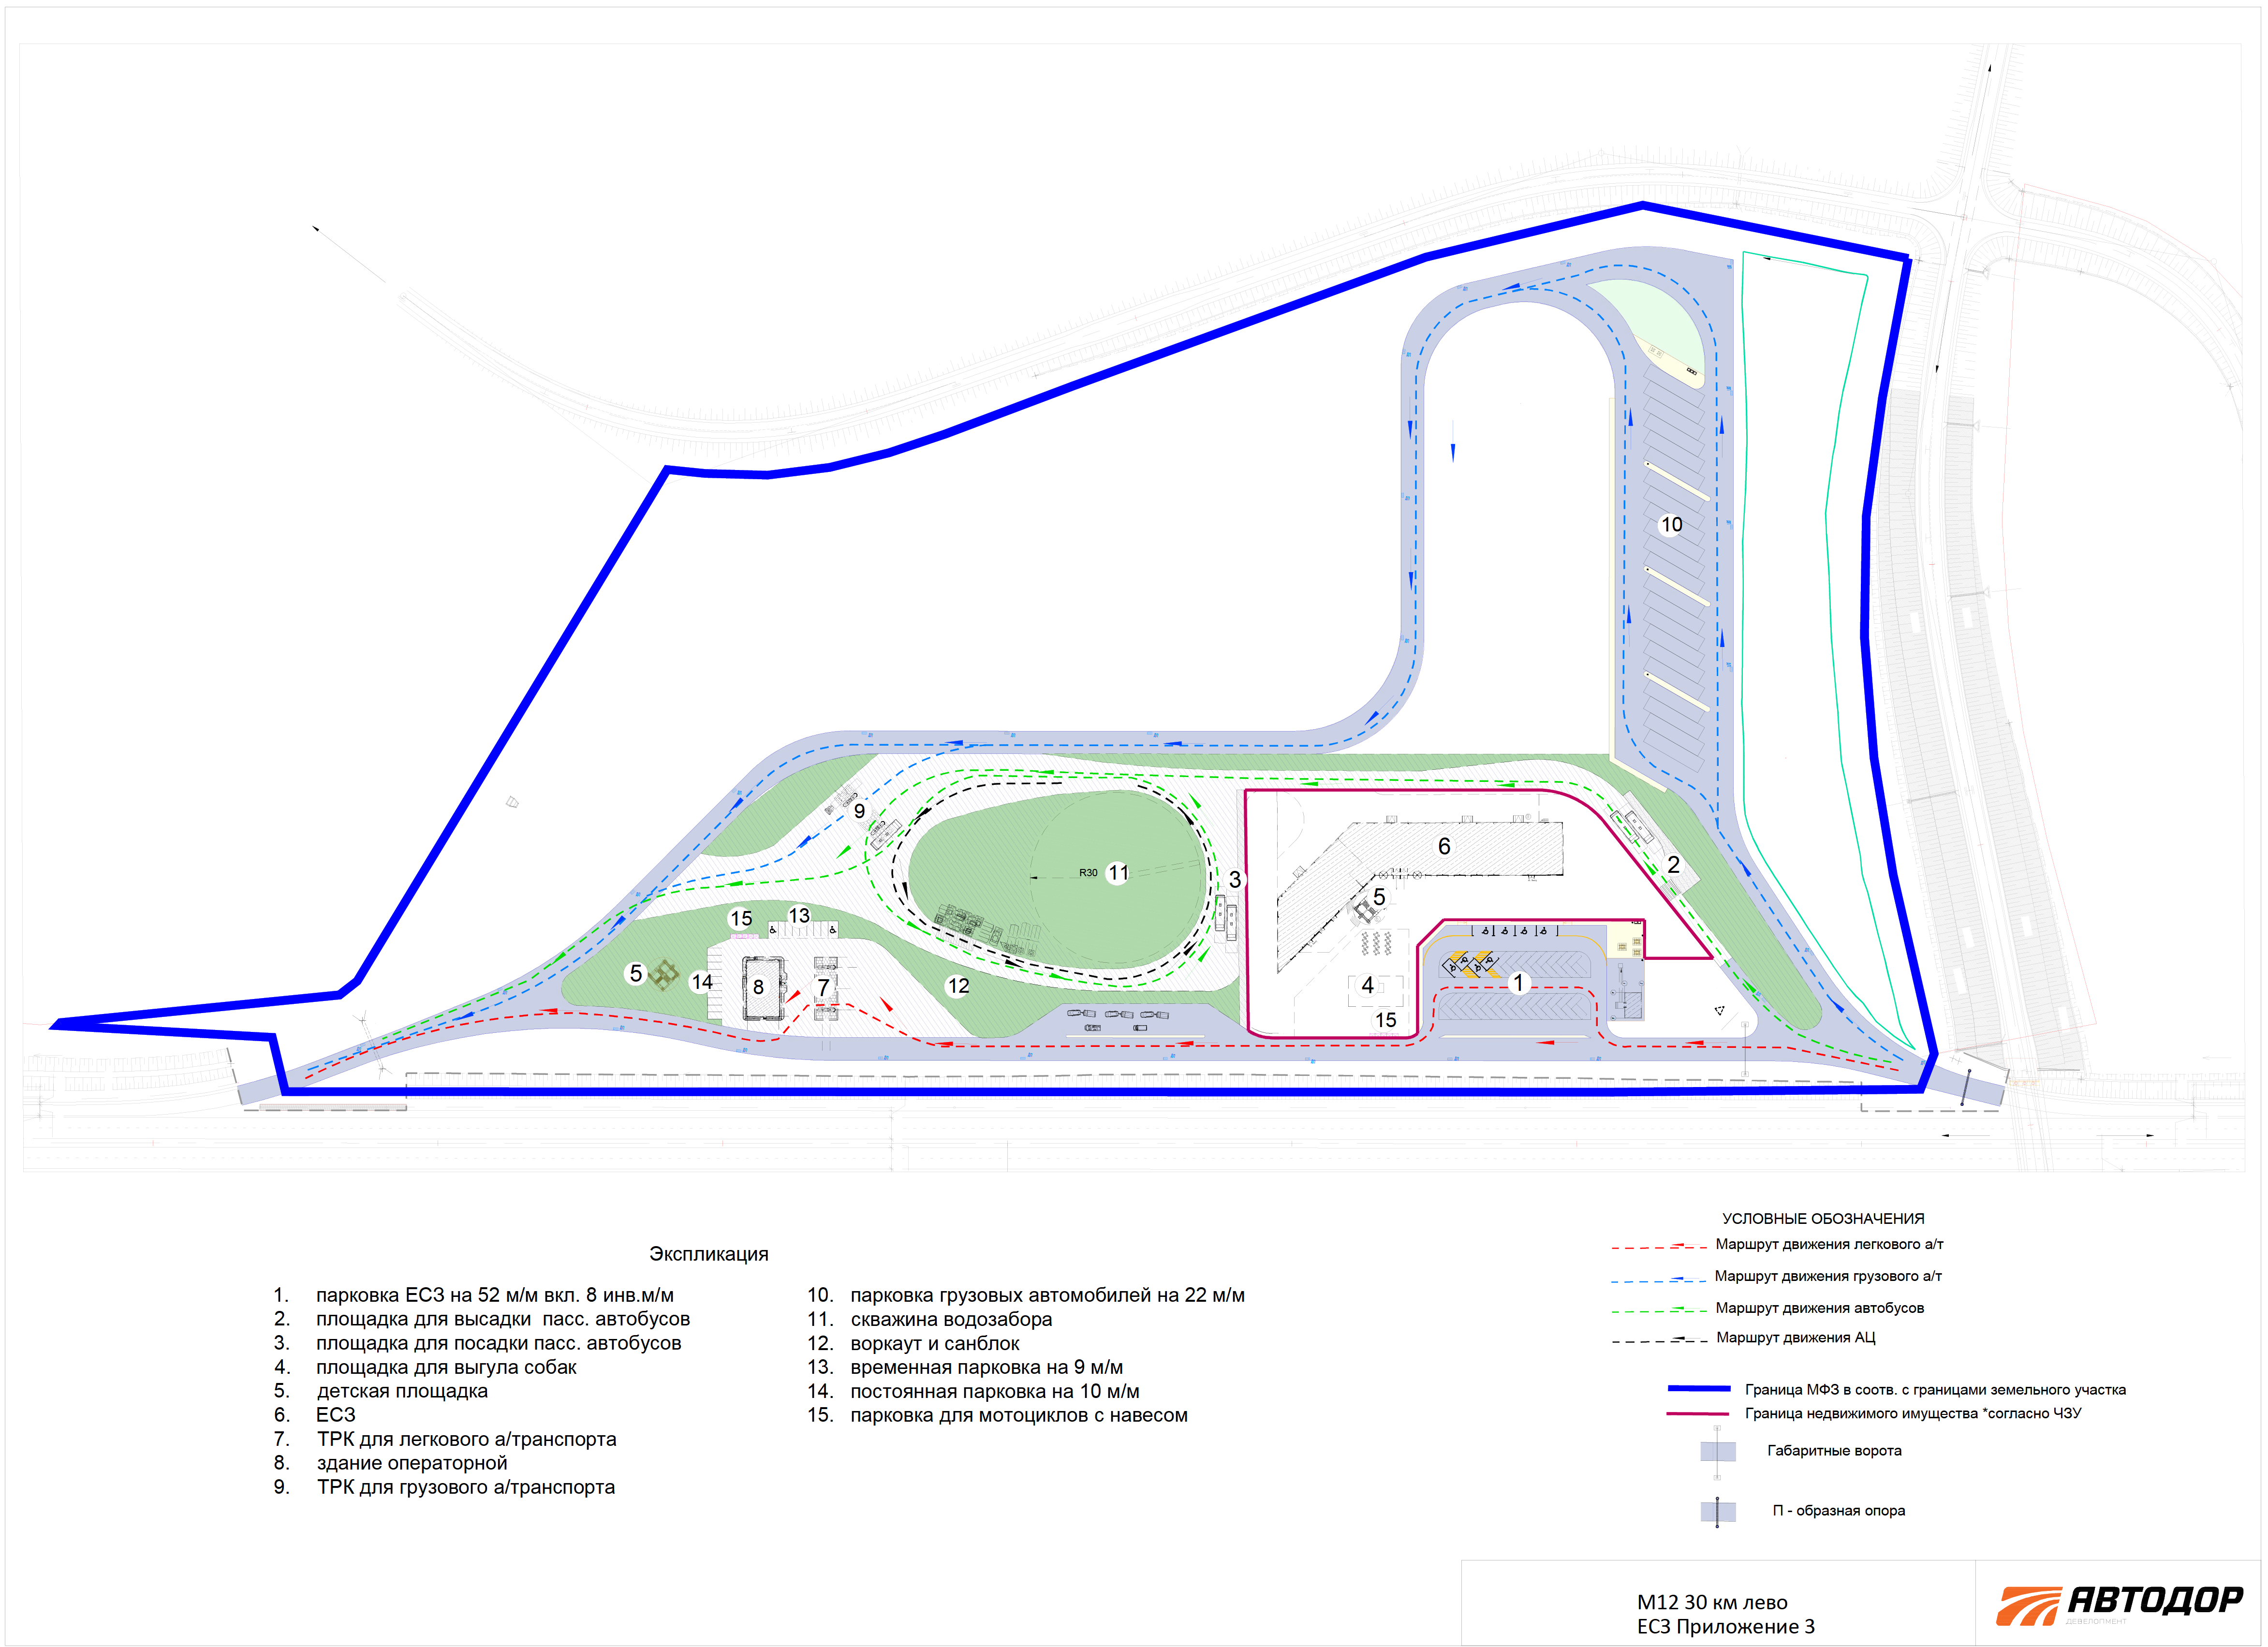 10
9
6
R30
11
3
2
5
15
13
5
14
8
7
12
4
1
15
УСЛОВНЫЕ ОБОЗНАЧЕНИЯ
Маршрут движения легкового а/т
Маршрут движения грузового а/т
Маршрут движения автобусов
Маршрут движения АЦ
Граница МФЗ в соотв. с границами земельного участка
Граница недвижимого имущества *согласно ЧЗУ
Габаритные ворота
П - образная опора
Экспликация
1. парковка ЕСЗ на 52 м/м вкл. 8 инв.м/м
2. площадка для высадки пасс. автобусов
3. площадка для посадки пасс. автобусов
4. площадка для выгула собак
5. детская площадка
6. ЕСЗ
7. ТРК для легкового а/транспорта
8. здание операторной
9. ТРК для грузового а/транспорта
10. парковка грузовых автомобилей на 22 м/м
11. скважина водозабора
12. воркаут и санблок
13. временная парковка на 9 м/м
14. постоянная парковка на 10 м/м
15. парковка для мотоциклов с навесом
М12 30 км лево
ЕСЗ Приложение 3
АВТОДОР
ДЕВЕЛОПМЕНТ